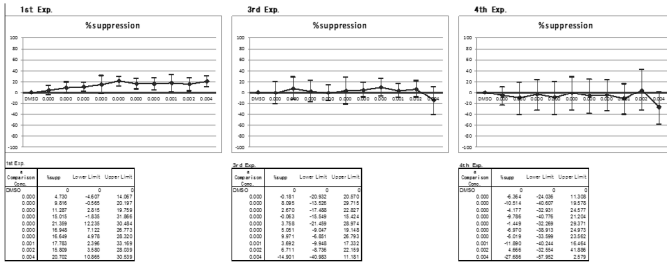 1st Exp.
3rd Exp.
4th Exp.
%suppression
%suppression
%suppression
100
80
60
40
20
0
-20
-40
-60
-80
-100
DMSO 0.000 0.000 0.000 0.000 0.000 0.000 0.000 0.001 0.002 0.004
100
80
60
40
20
0
-20
-40
-60
-80
-100
DMSO 0.000 0.000 0.000 0.000 0.000 0.000 0.000 0.001 0.002 0.004
100
80
60
40
20
0
-20
-40
-60
-80
-100
DMSO 0.000 0.000 0.000 0.000 0.000 0.000 0.000 0.001 0.002 0.004
1st Exp
Comparison Conc. %supp Lower Limit Upper Limit
DMSO 0 0 0
0.000 4.730 -4.607 14.067
0.000 9.816 -0.565 20.197
0.000 11.287 2.815 19.759
0.000 15.015 -1.835 31.866
0.000 21.359 12.235 30.484
0.000 16.948 7.122 26.773
0.000 15.649 4.978 26.320
0.001 17.783 2.398 33.169
0.002 15.809 3.580 28.039
0.004 20.702 10.865 30.539
3rd Exp.
Comparison Conc. %supp Lower Limit Upper Limit
DMSO 0 0 0
0.000 -0.181 -20.932 20.570
0.000 8.095 -13.526 29.715
0.000 2.670 -17.488 22.827
0.000 -0.063 -15.549 15.424
0.000 3.758 -21.459 28.974
0.000 5.051 -9.047 19.148
0.000 9.971 -6.851 26.793
0.001 3.692 -9.948 17.332
0.002 6.711 -8.736 22.159
0.004 -14.901 -40.983 11.181
4th Exp.
Comparison Conc. %supp Lower Limit Upper Limit
DMSO 0 0 0
0.000 -6.364 -24.036 11.308
0.000 -10.514 -40.607 19.578
0.000 -4.177 -32.931 24.577
0.000 -9.786 -40.776 21.204
0.000 -1.449 -32.269 29.371
0.000 -6.970 -38.913 24.973
0.000 -5.019 -33.599 23.562
0.001 -11.890 -40.244 16.464
0.002 4.666 -32.554 41.886
0.004 -27.686 -57.952 2.579